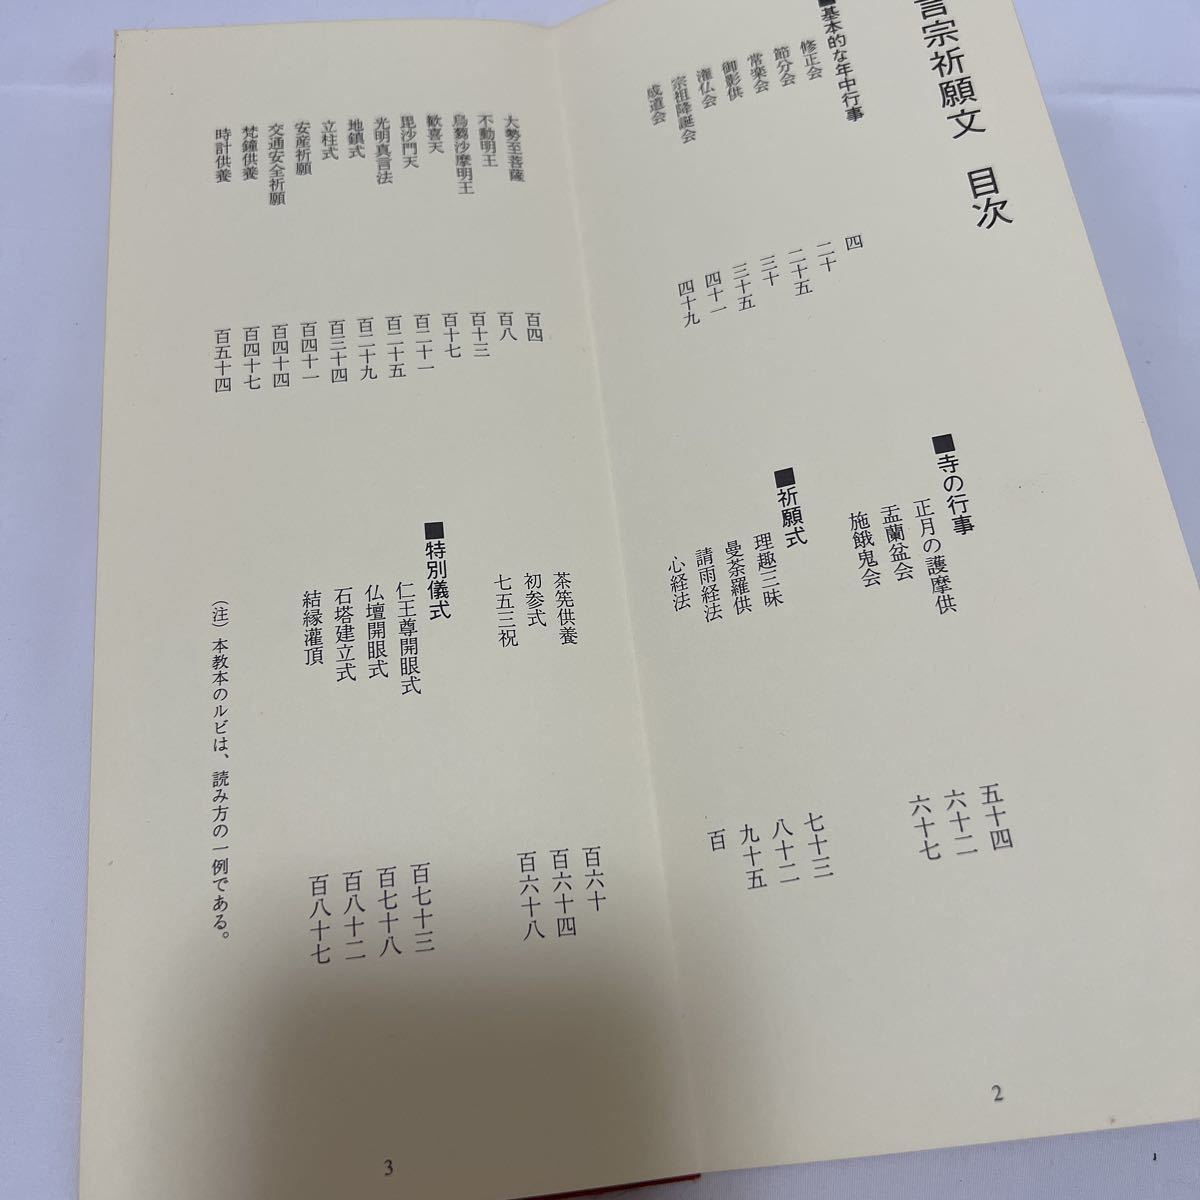 言宗祈願文 目次
■基本的な年中行事
修正会 四
節分会 二十
常楽会 二十五
御影供 三十
潅仏会 三十五
宗祖降誕会 四十一
成道会 四十九
■寺の行事
正月の護摩供 五十四
盂蘭盆会 六十二
施餓鬼会 六十七
■祈願式
理趣三昧 七十三
曼荼羅供 八十二
請雨経法 九十五
心経法 百
2
大勢至菩薩 百四
不動明王 百八
烏芻沙摩明王 百十三
歓喜天 百十七
毘沙門天 百二十一
光明真言法 百二十五
地鎮式 百二十九
立柱式 百三十四
安産祈願 百四十一
交通安全祈願 百四十四
梵鐘供養 百四十七
時計供養 百五十四
茶筅供養 百六十
初参式 百六十四
七五三祝 百六十八
■特別儀式
仁王尊開眼式 百七十三
仏壇開眼式 百七十八
石塔建立式 百八十二
結縁灌頂 百八十七
(注)本教本のルビは、読み方の一例である。
3